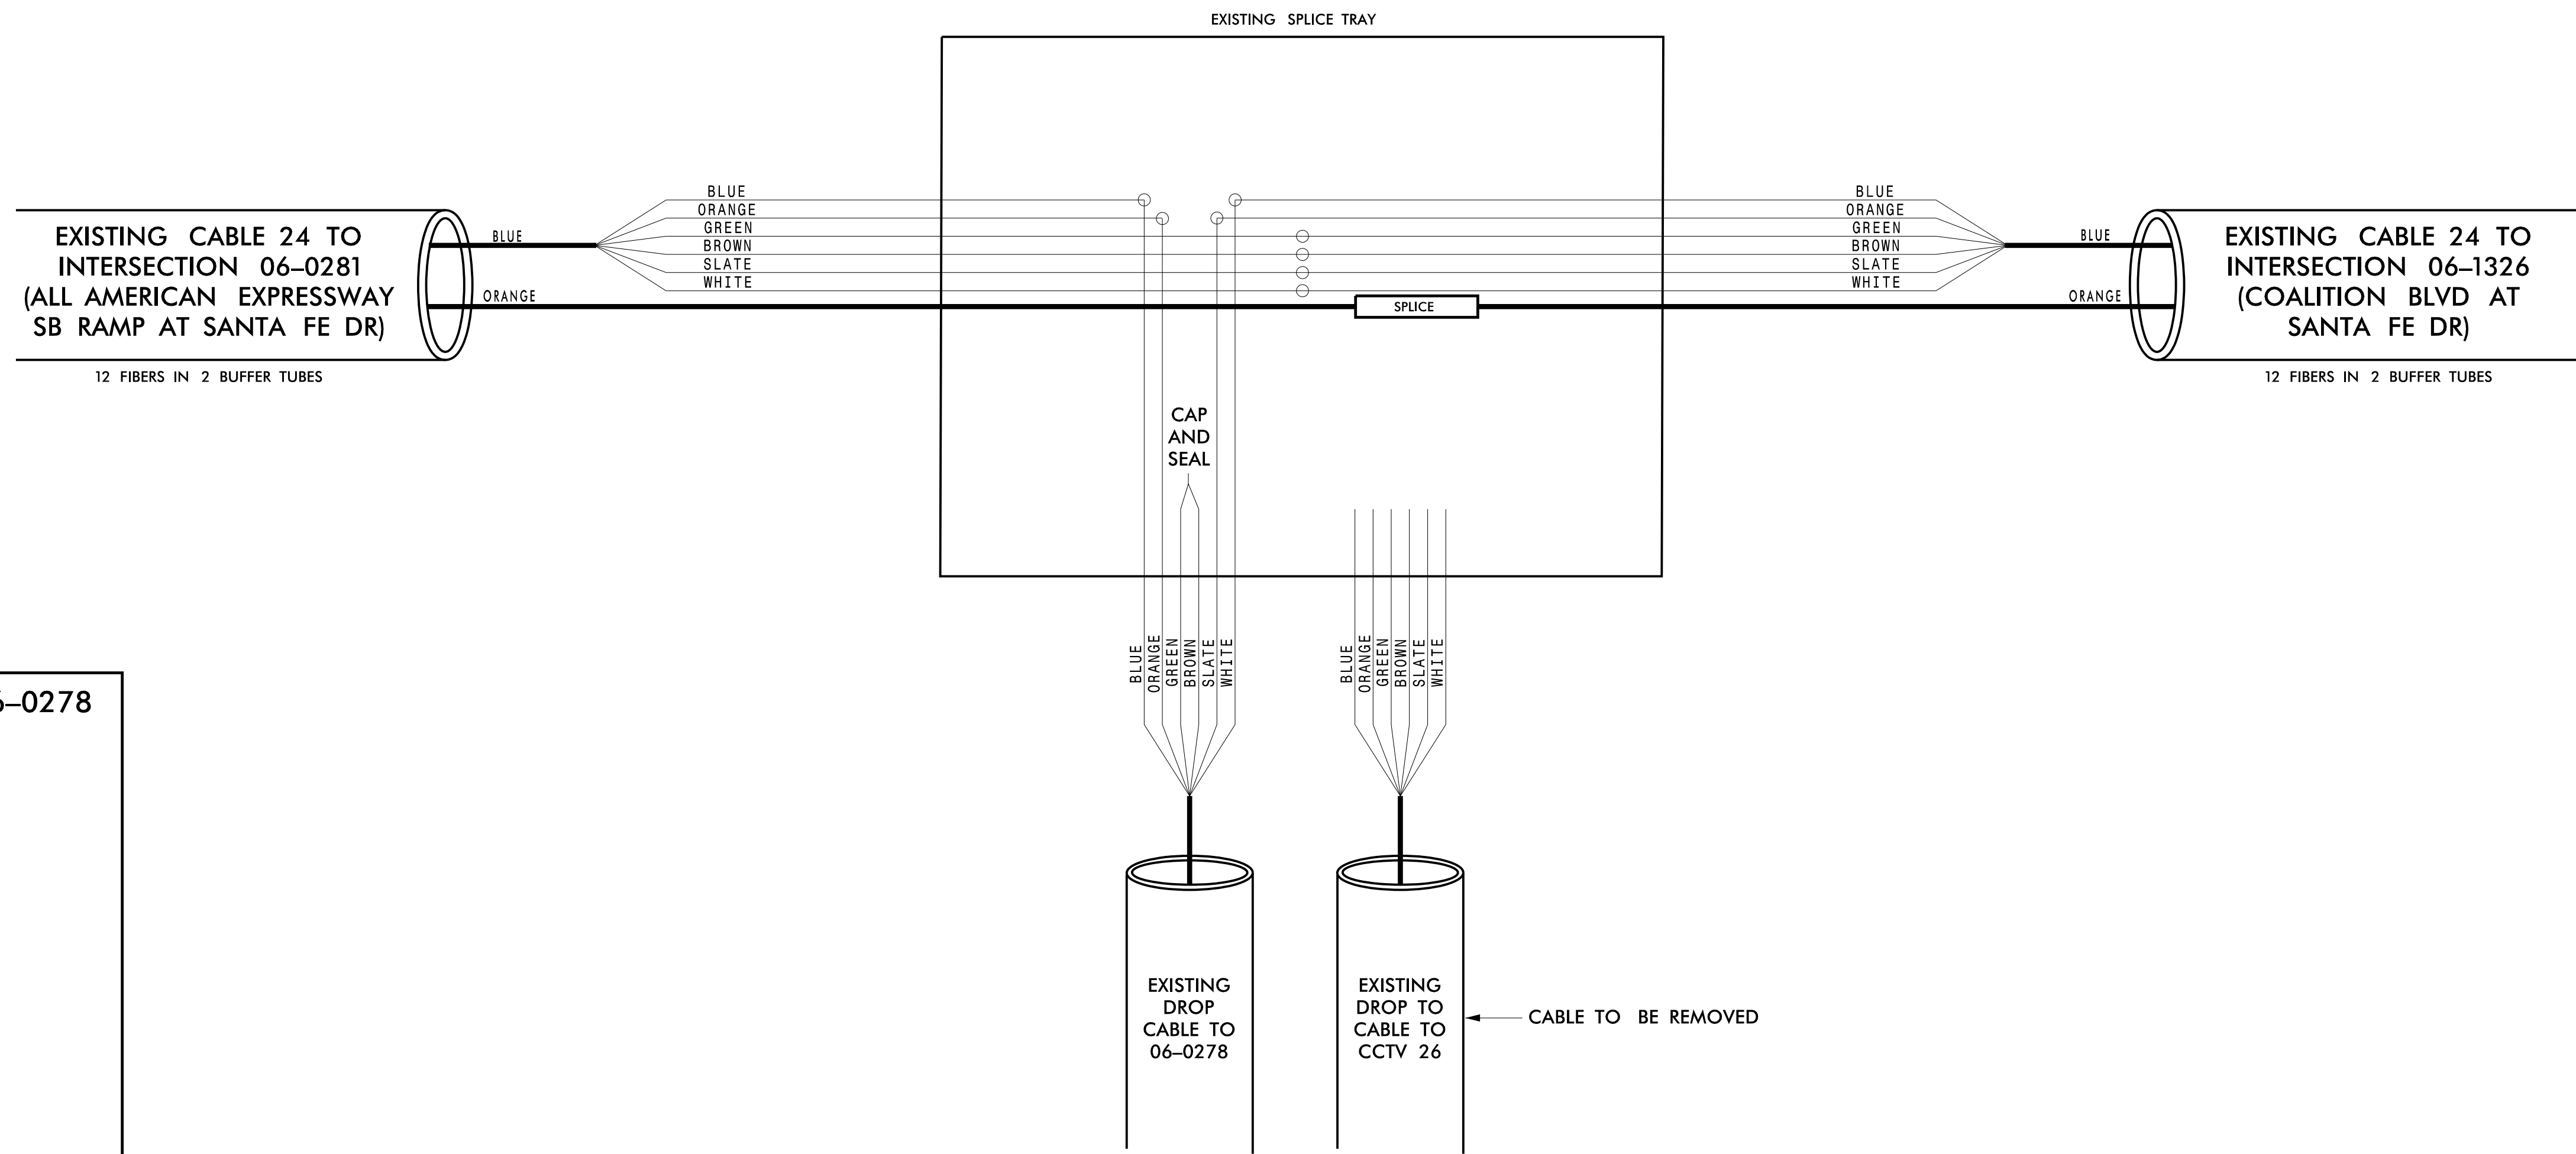 EXISTING SPLICE TRAY
BLUE
ORANGE
GREEN
BROWN
SLATE
WHITE
BLUE
ORANGE
GREEN
BROWN
SLATE
WHITE
EXISTING CABLE 24 TO
INTERSECTION 06–0281
(ALL AMERICAN EXPRESSWAY
SB RAMP AT SANTA FE DR)
12 FIBERS IN 2 BUFFER TUBES
BLUE
ORANGE
SPLICE
BLUE
ORANGE
EXISTING CABLE 24 TO
INTERSECTION 06–1326
(COALITION BLVD AT
SANTA FE DR)
12 FIBERS IN 2 BUFFER TUBES
CAP
AND
SEAL
BLUE
ORANGE
GREEN
BROWN
SLATE
WHITE
BLUE
ORANGE
GREEN
BROWN
SLATE
WHITE
–0278
EXISTING
DROP
CABLE TO
06–0278
EXISTING
DROP TO
CABLE TO
CCTV 26
CABLE TO BE REMOVED